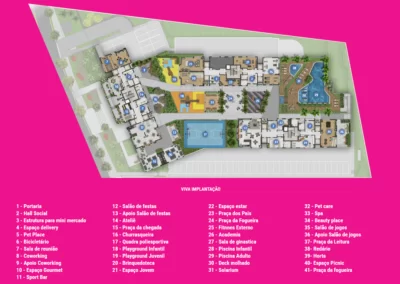 VIVA IMPLANTAÇÃO
1 - Portaria
2 - Hall Social
3 - Estrutura para mini mercado
4 - Espaço delivery
5 - Pet Place
6 - Bicicletário
7 - Sala de reunião
8 - Coworking
9 - Apoio Coworking
10 - Espaço Gourmet
11 - Sport Bar
12 - Salão de festas
13 - Apoio Salão de festas
14 - Ateliê
15 - Praça de chegada
16 - Churrasqueira
17 - Quadra poliesportiva
18 - Playground Infantil
19 - Playground Juvenil
20 - Brinquedoteca
21 - Espaço Jovem
22 - Espaço estar
23 - Praça dos Pais
24 - Praça da Fogueira
25 - Fitness Externo
26 - Academia
27 - Sala de ginástica
28 - Piscina Infantil
29 - Piscina Adulto
30 - Deck molhado
31 - Solarium
32 - Pet care
33 - Spa
34 - Beauty place
35 - Salão de jogos
36 - Apoio Salão de jogos
37 - Praça da Leitura
38 - Redário
39 - Horta
40 - Espaço Picnic
41 - Praça de fogueira